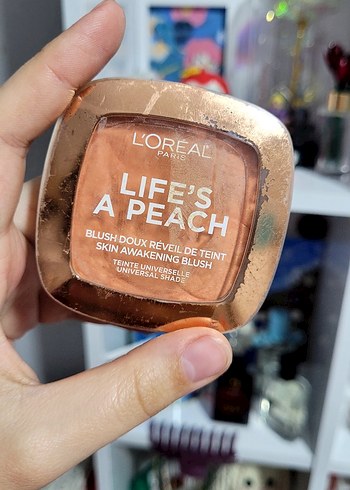 L'ORÉAL
PARIS
LIFE'S
A PEACH
BLUSH DOUX RÉVEIL DE TEINT
SKIN AWAKENING BLUSH
TEINTE UNIVERSELLE
UNIVERSAL SHADE